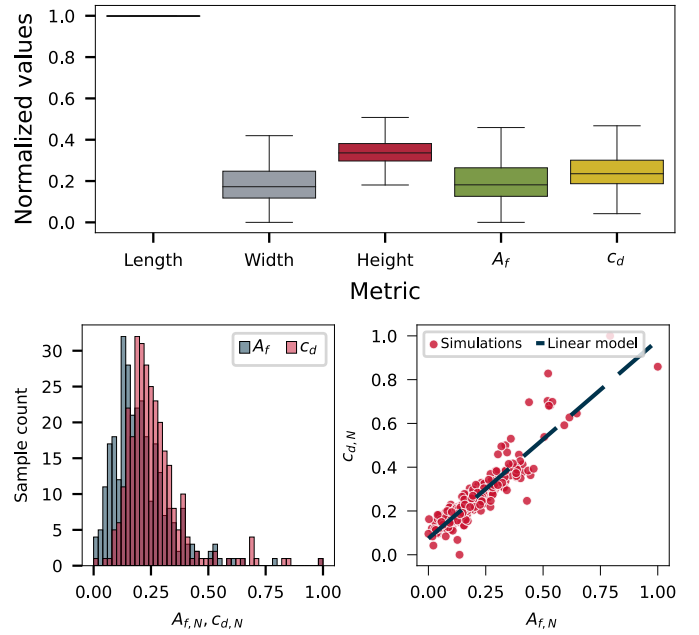 Normalized values
1.0
0.8
0.6
0.4
0.2
0.0
Length
Width
Height
A_f
c_d
Metric
Sample count
30
25
20
15
10
5
0
A_f
c_d
0.00
0.25
0.50
0.75
1.00
A_{f,N}, c_{d,N}
c_{d,N}
1.0
0.8
0.6
0.4
0.2
0.0
Simulations
Linear model
0.00
0.25
0.50
0.75
1.00
A_{f,N}